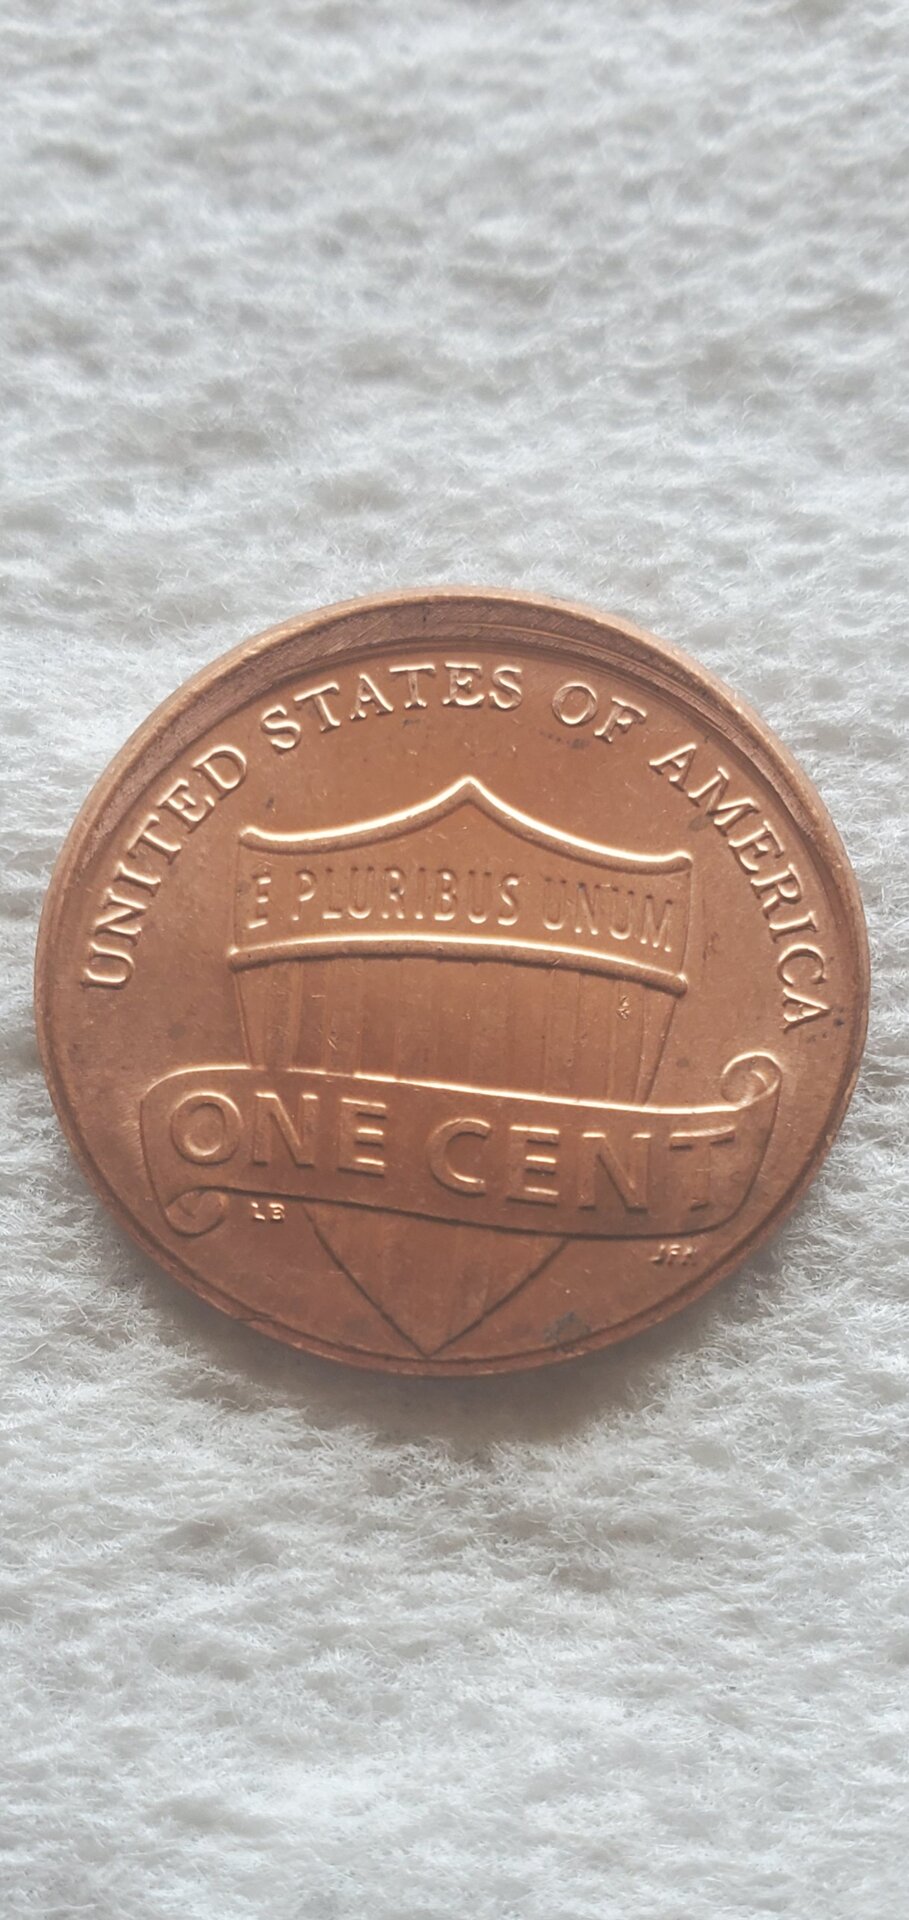 UNITED STATES OF AMERICA
E PLURIBUS UNUM
ONE CENT
LB
JFM